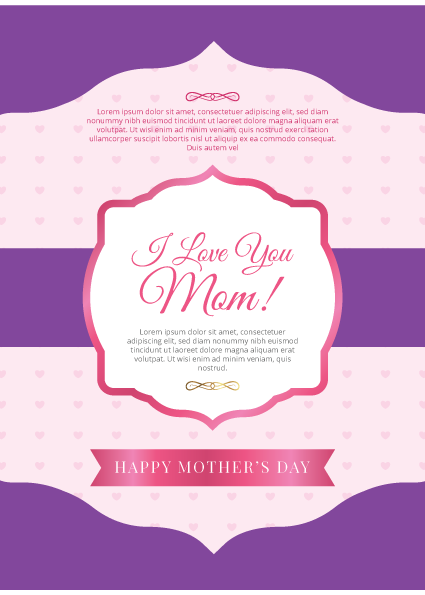 Lorem ipsum dolor sit amet, consectetuer adipiscing elit, sed diam
nonummy nibh euismod tincidunt ut laoreet dolore magna aliquam erat
volutpat. Ut wisi enim ad minim veniam, quis nostrud exerci tation
ullamcorper suscipit lobortis nisl ut aliquip ex ea commodo consequat.
Duis autem vel
I Love You
Mom!
Lorem ipsum dolor sit amet, consectetuer
adipiscing elit, sed diam nonummy nibh euismod
tincidunt ut laoreet dolore magna aliquam erat
volutpat. Ut wisi enim ad minim veniam, quis
nostrud.
HAPPY MOTHER'S DAY